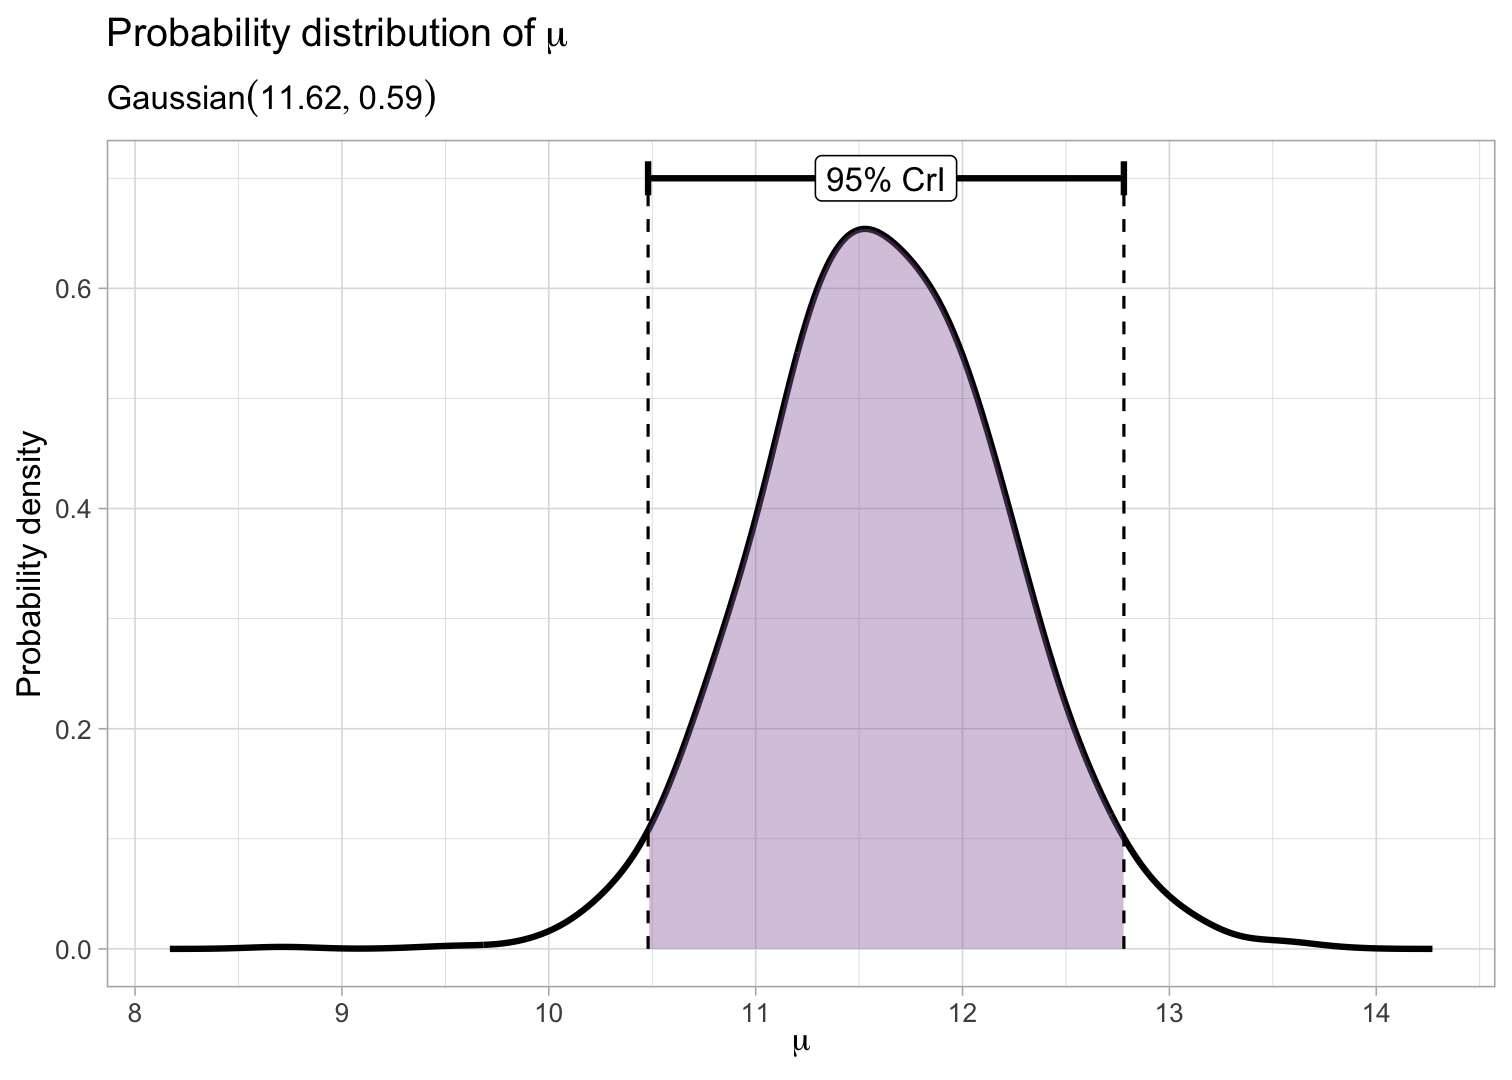 Probability distribution of μ
Gaussian(11.62, 0.59)
95% CrI
Probability density
0.6
0.4
0.2
0.0
8 9 10 11 12 13 14
μ